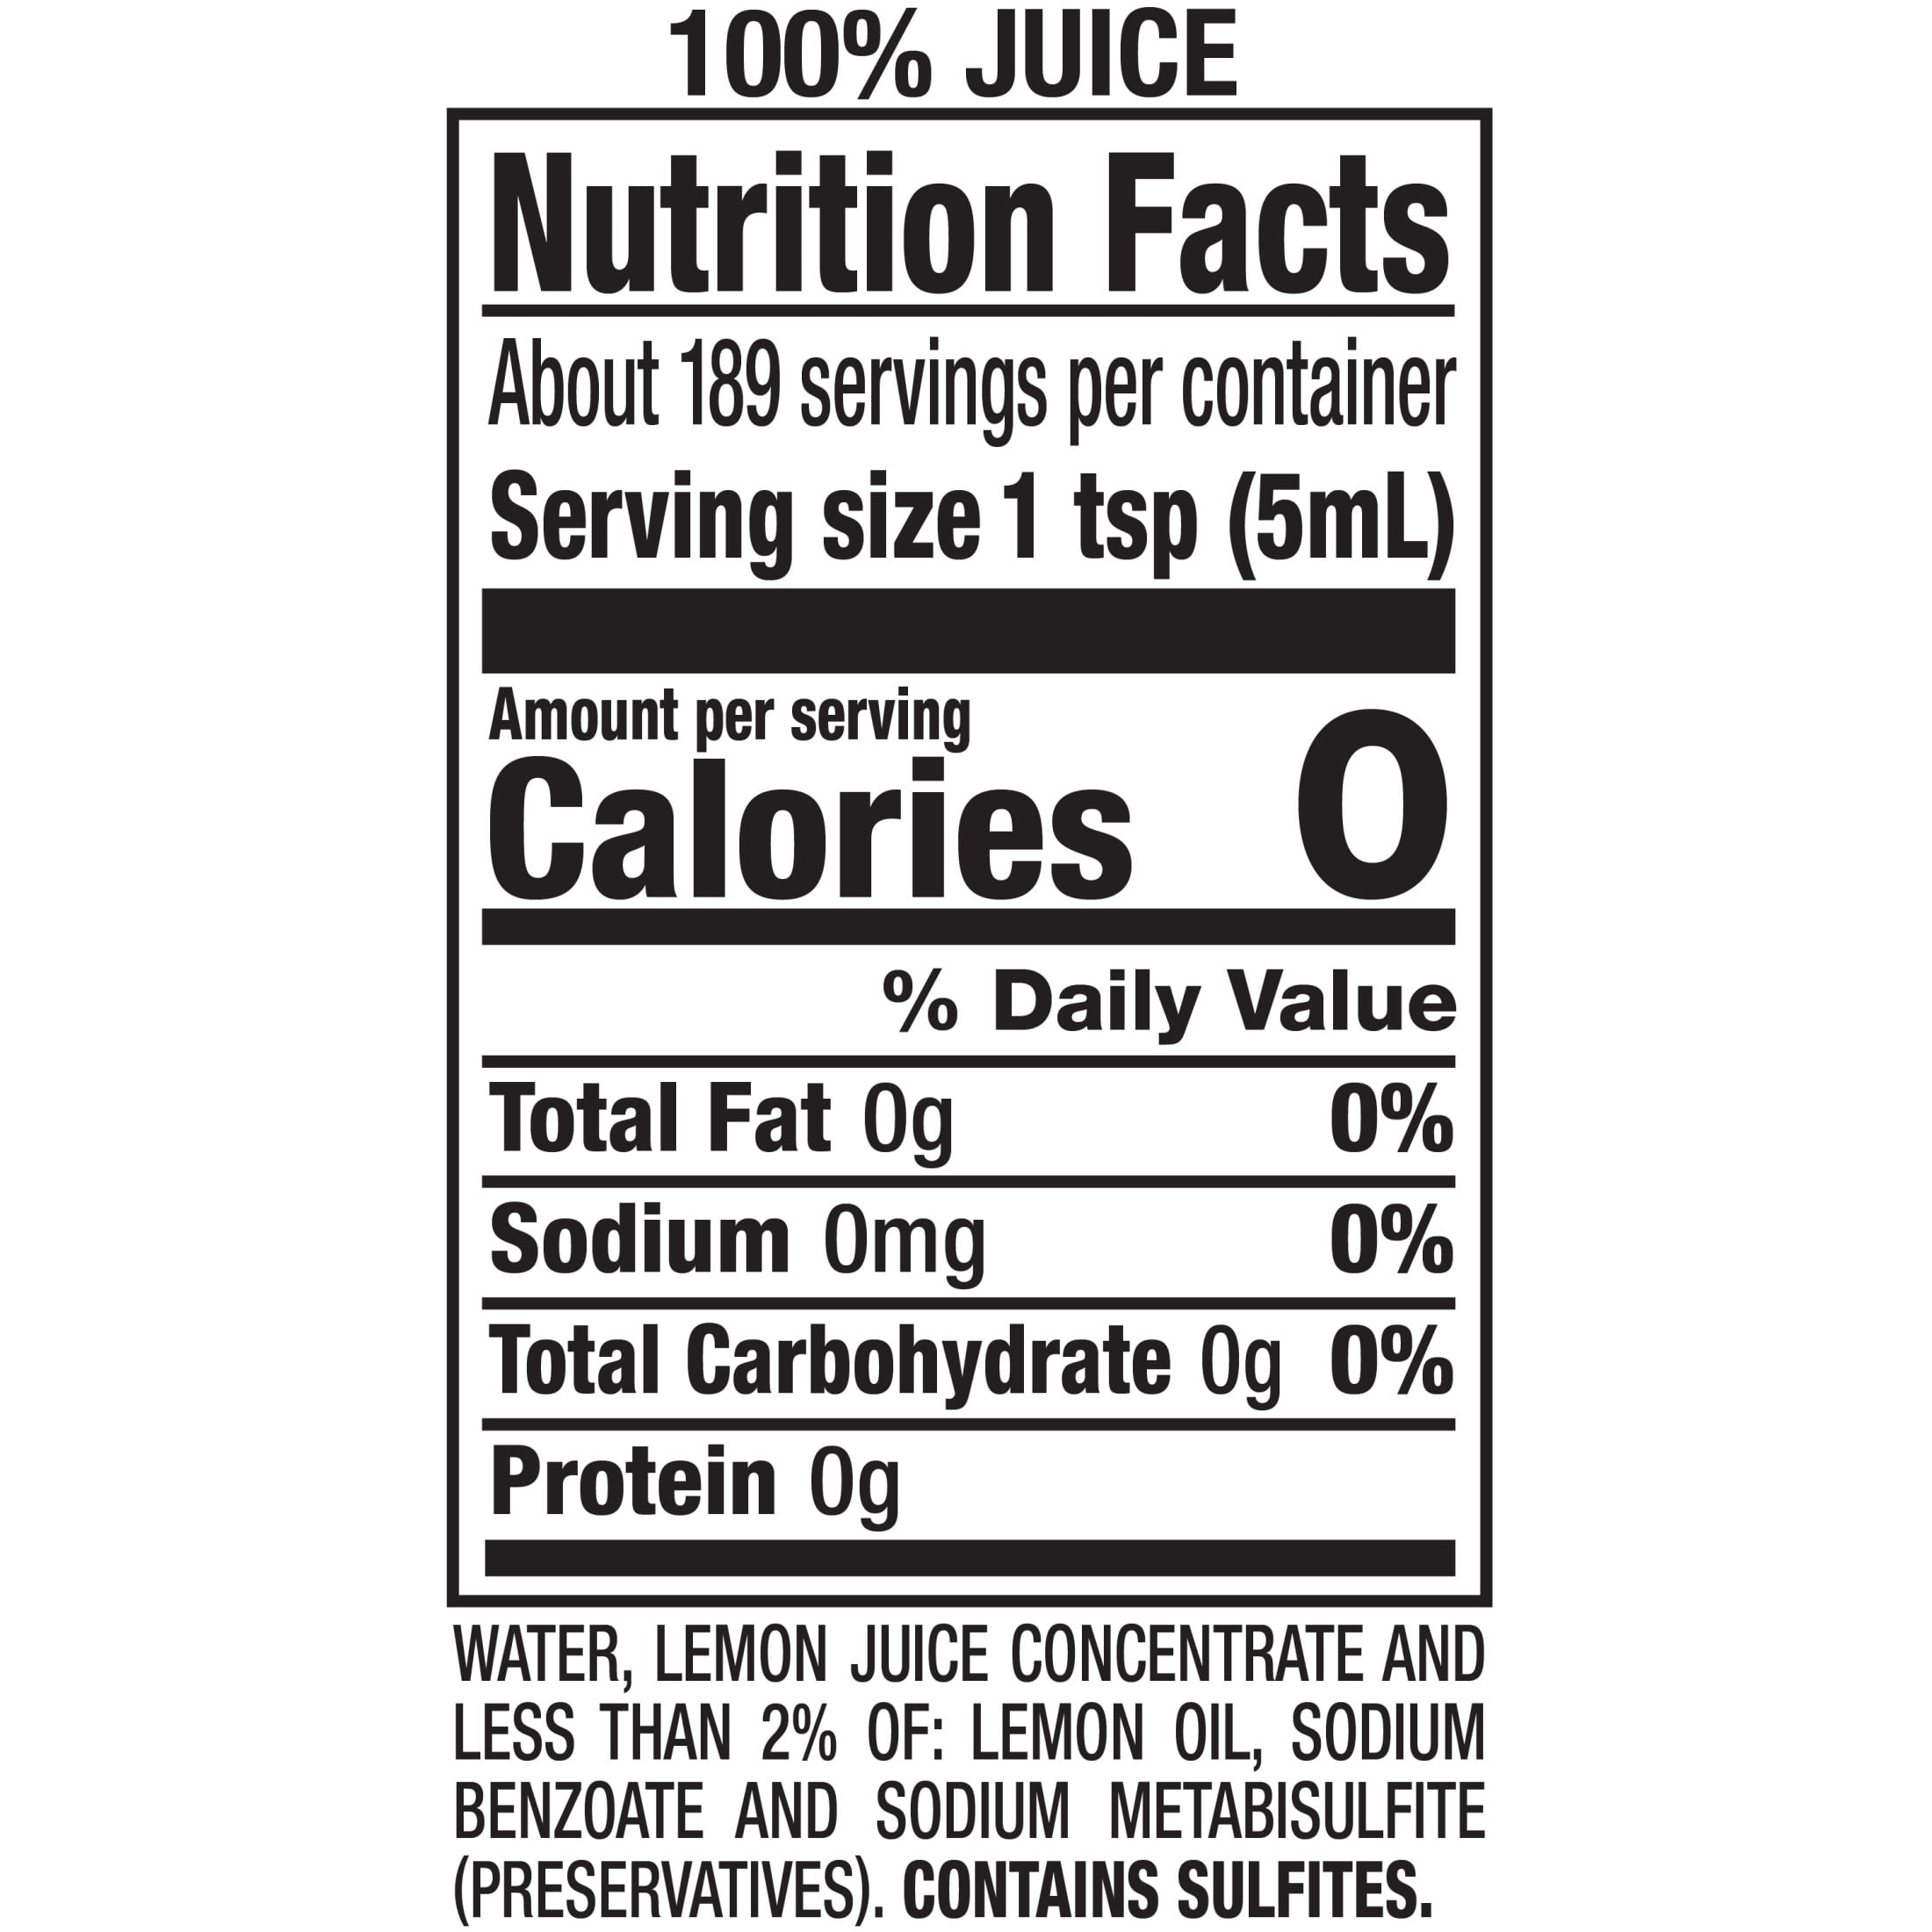 100% JUICE
Nutrition Facts
About 189 servings per container
Serving size 1 tsp (5mL)
Amount per serving
Calories 0
% Daily Value
Total Fat 0g 0%
Sodium 0mg 0%
Total Carbohydrate 0g 0%
Protein 0g
WATER, LEMON JUICE CONCENTRATE AND
LESS THAN 2% OF: LEMON OIL, SODIUM
BENZOATE AND SODIUM METABISULFITE
(PRESERVATIVES). CONTAINS SULFITES.